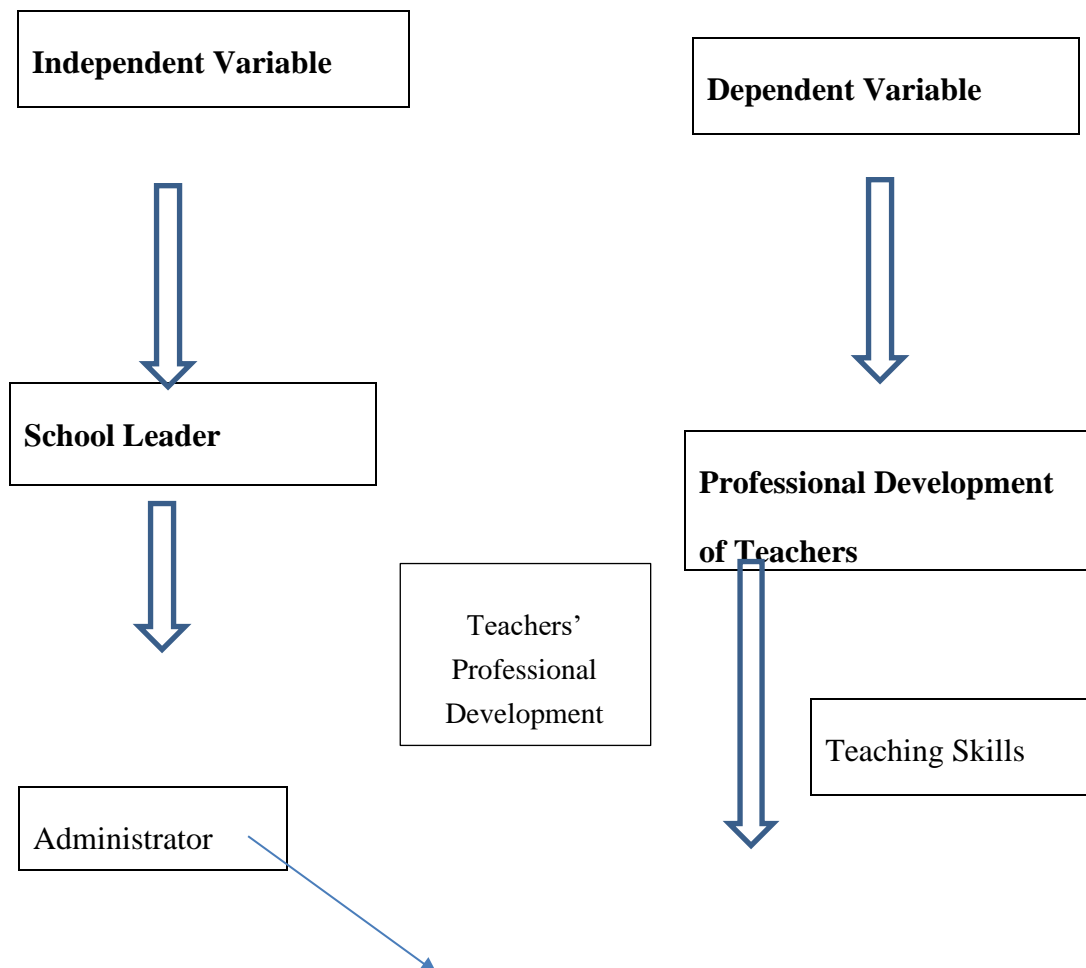 Independent Variable
Dependent Variable
School Leader
Professional Development
of Teachers
Teachers’
Professional
Development
Teaching Skills
Administrator